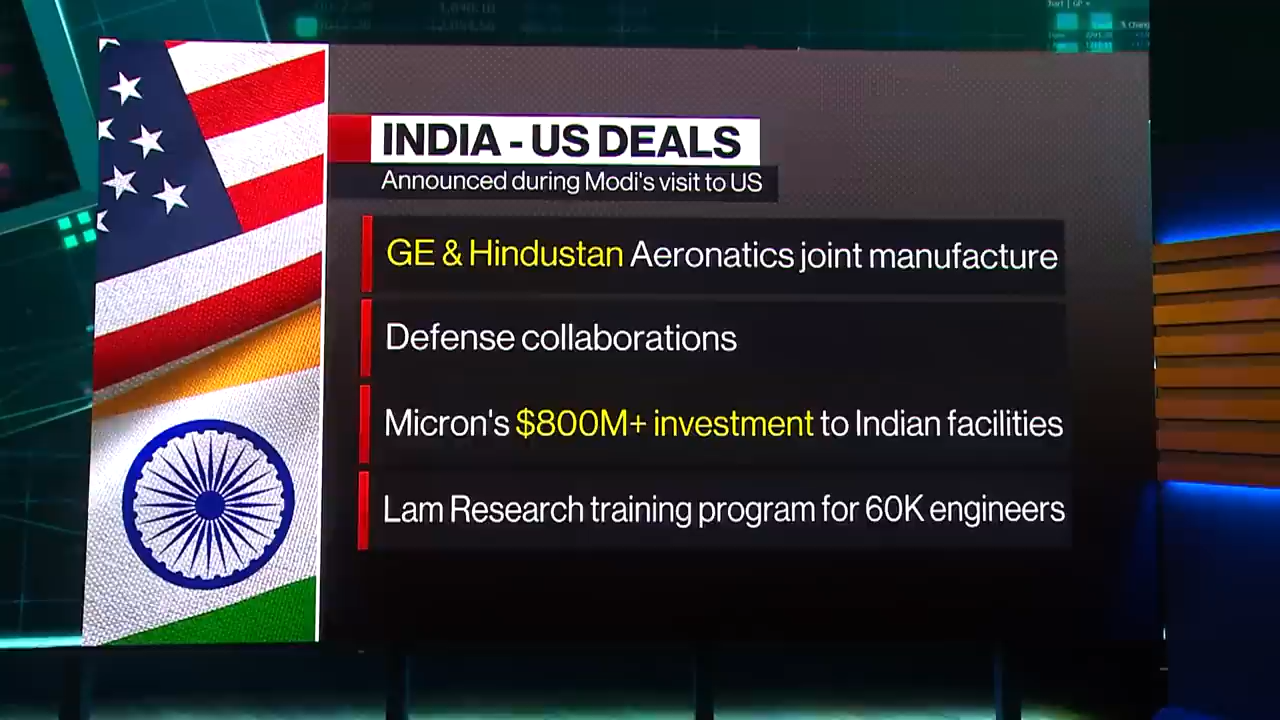 INDIA - US DEALS
Announced during Modi's visit to US
GE & Hindustan Aeronatics joint manufacture
Defense collaborations
Micron's $800M+ investment to Indian facilities
Lam Research training program for 60K engineers